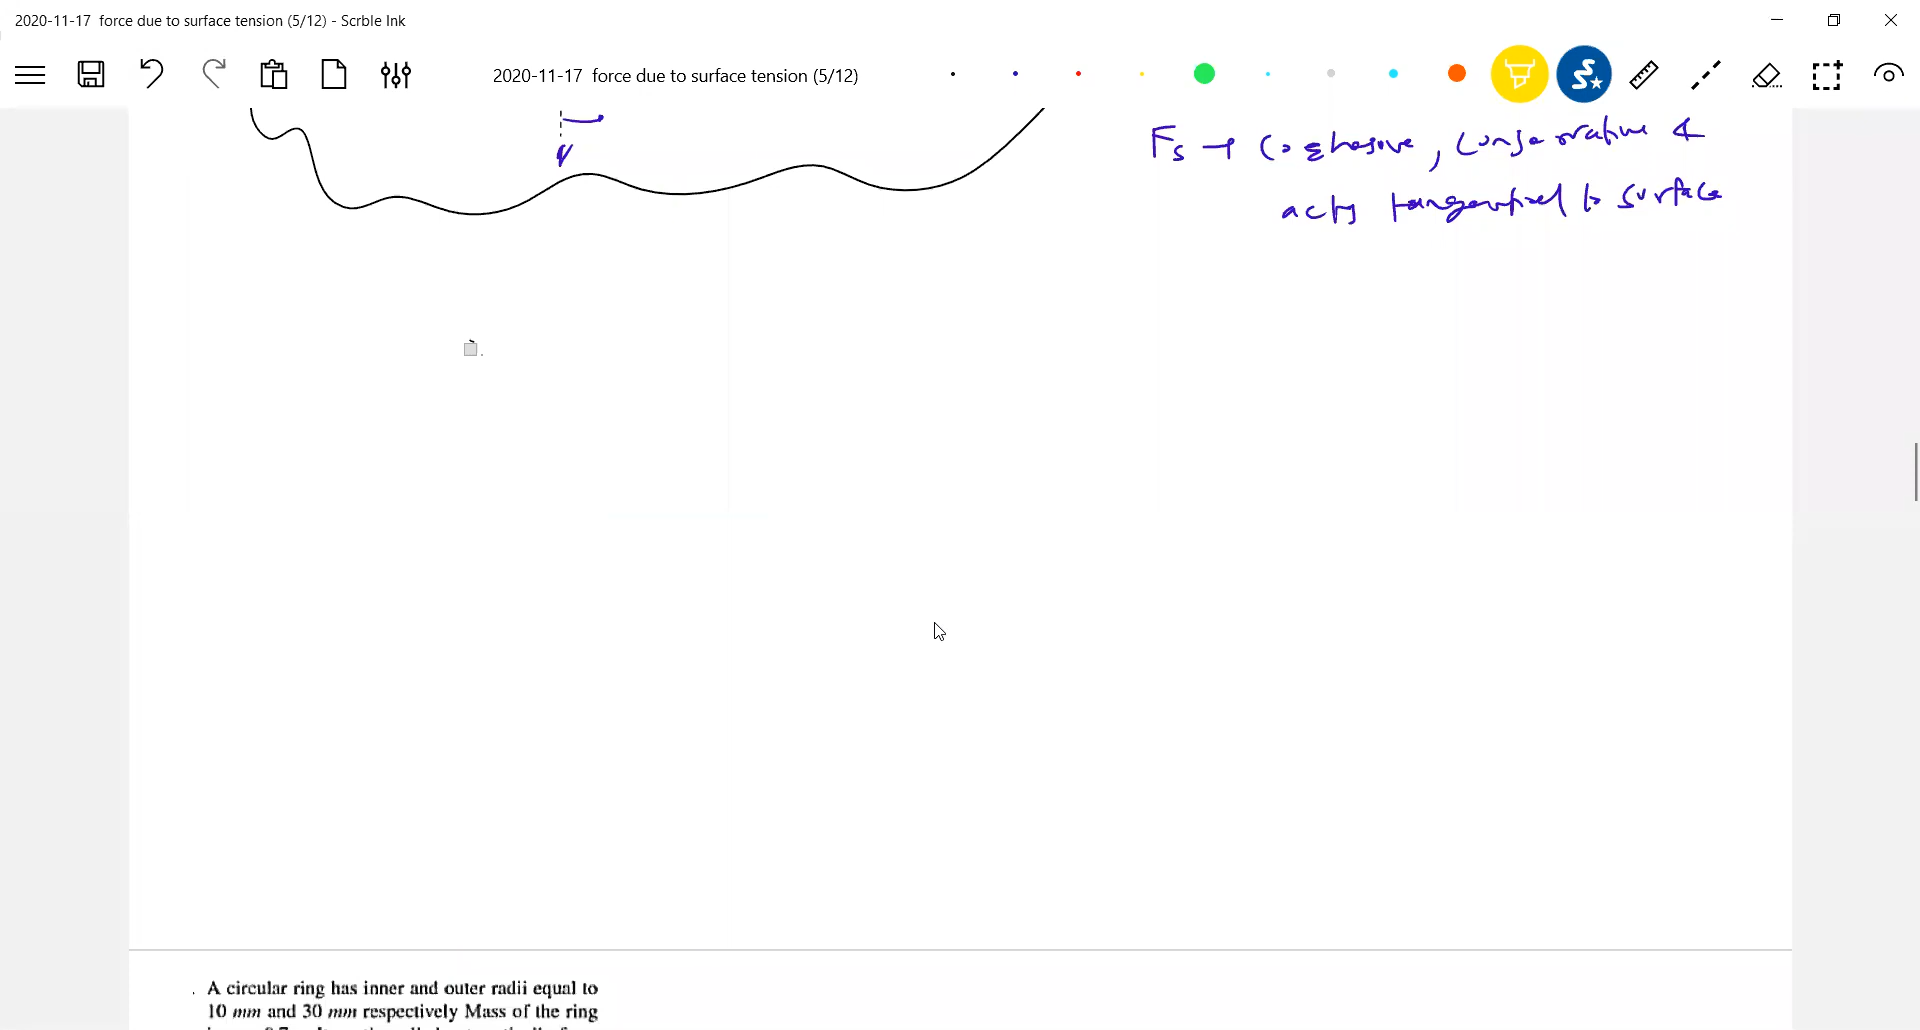 2020-11-17 force due to surface tension (5/12) - Scrble Ink
2020-11-17 force due to surface tension (5/12)
Fs → Coehesive, Conservative &
acts tangential to surface
A circular ring has inner and outer radii equal to
10 mm and 30 mm respectively Mass of the ring